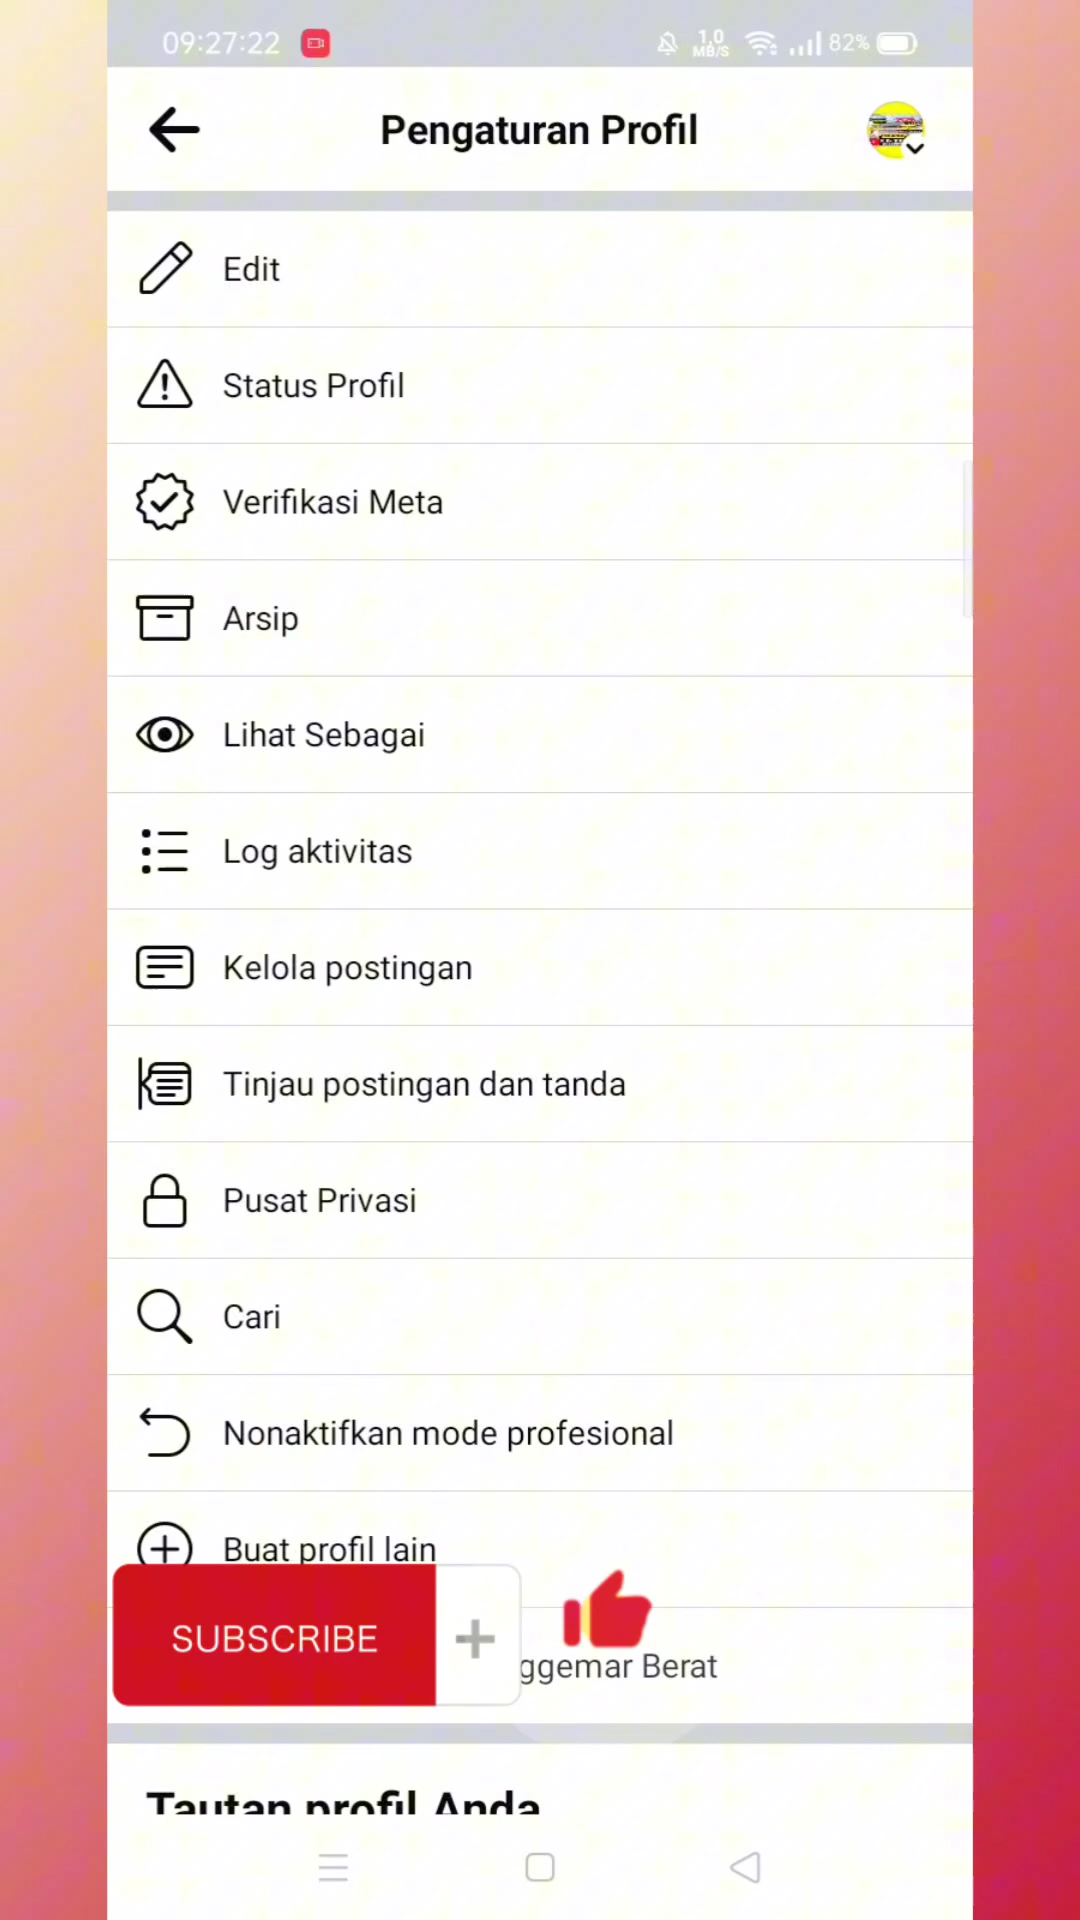 09:27:22
1.0
MB/S
82%
Pengaturan Profil
Edit
Status Profil
Verifikasi Meta
Arsip
Lihat Sebagai
Log aktivitas
Kelola postingan
Tinjau postingan dan tanda
Pusat Privasi
Cari
Nonaktifkan mode profesional
Buat profil lain
SUBSCRIBE
ggemar Berat
Tautan profil Anda